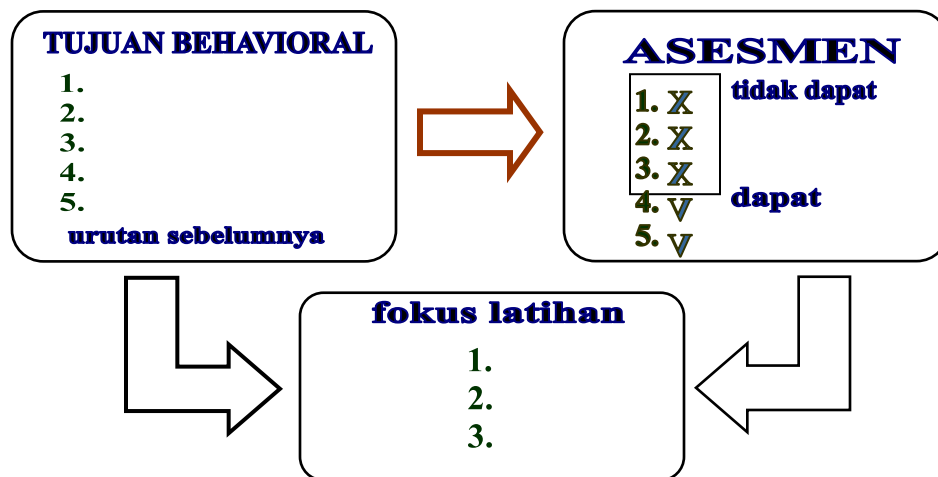 TUJUAN BEHAVIORAL
1.
2.
3.
4.
5.
urutan sebelumnya
ASESMEN
1. X
tidak dapat
2. X
3. X
4. V
dapat
5. V
fokus latihan
1.
2.
3.